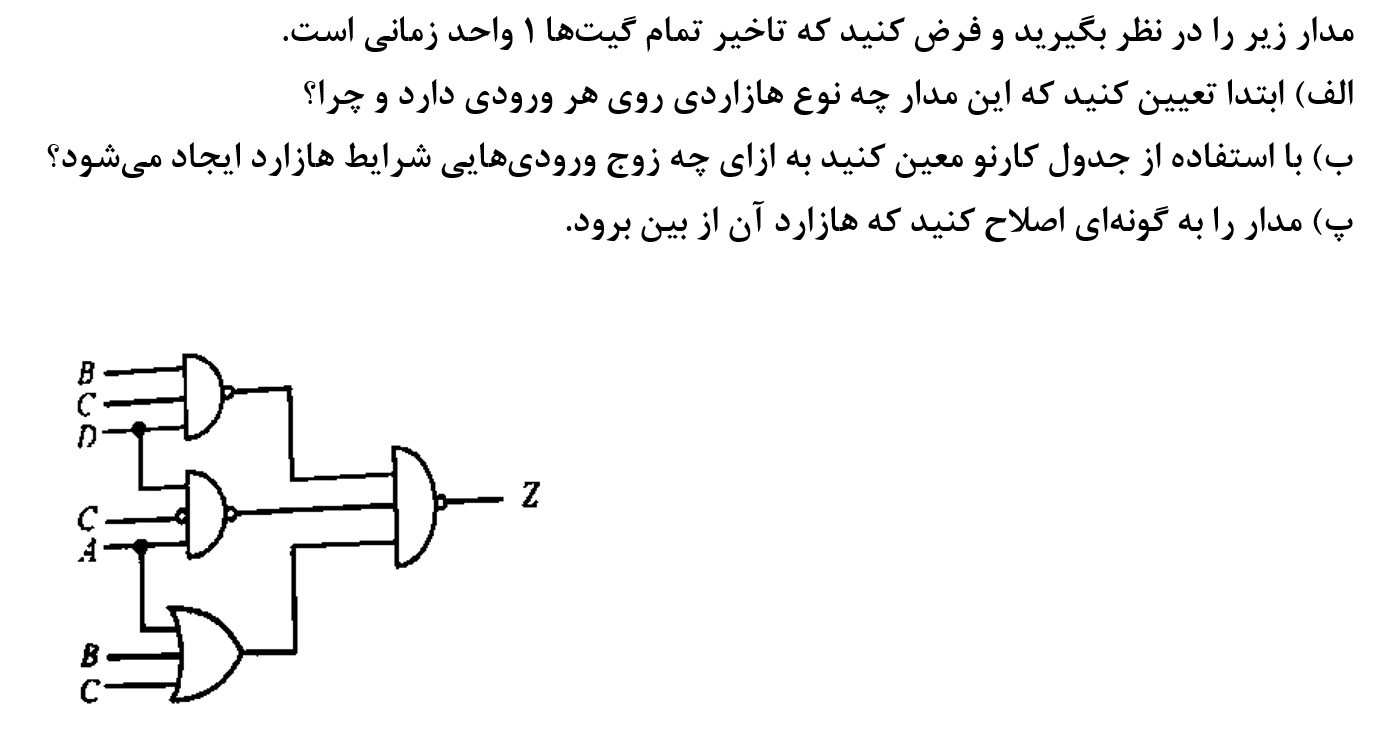 مدار زیر را در نظر بگیرید و فرض کنید که تاخیر تمام گیت‌ها ۱ واحد زمانی است.
الف) ابتدا تعیین کنید که این مدار چه نوع هازاردی روی هر ورودی دارد و چرا؟
ب) با استفاده از جدول کارنو معین کنید به ازای چه زوج ورودی‌هایی شرایط هازارد ایجاد می‌شود؟
پ) مدار را به گونه‌ای اصلاح کنید که هازارد آن از بین برود.
B
C
D
C
A
B
C
Z